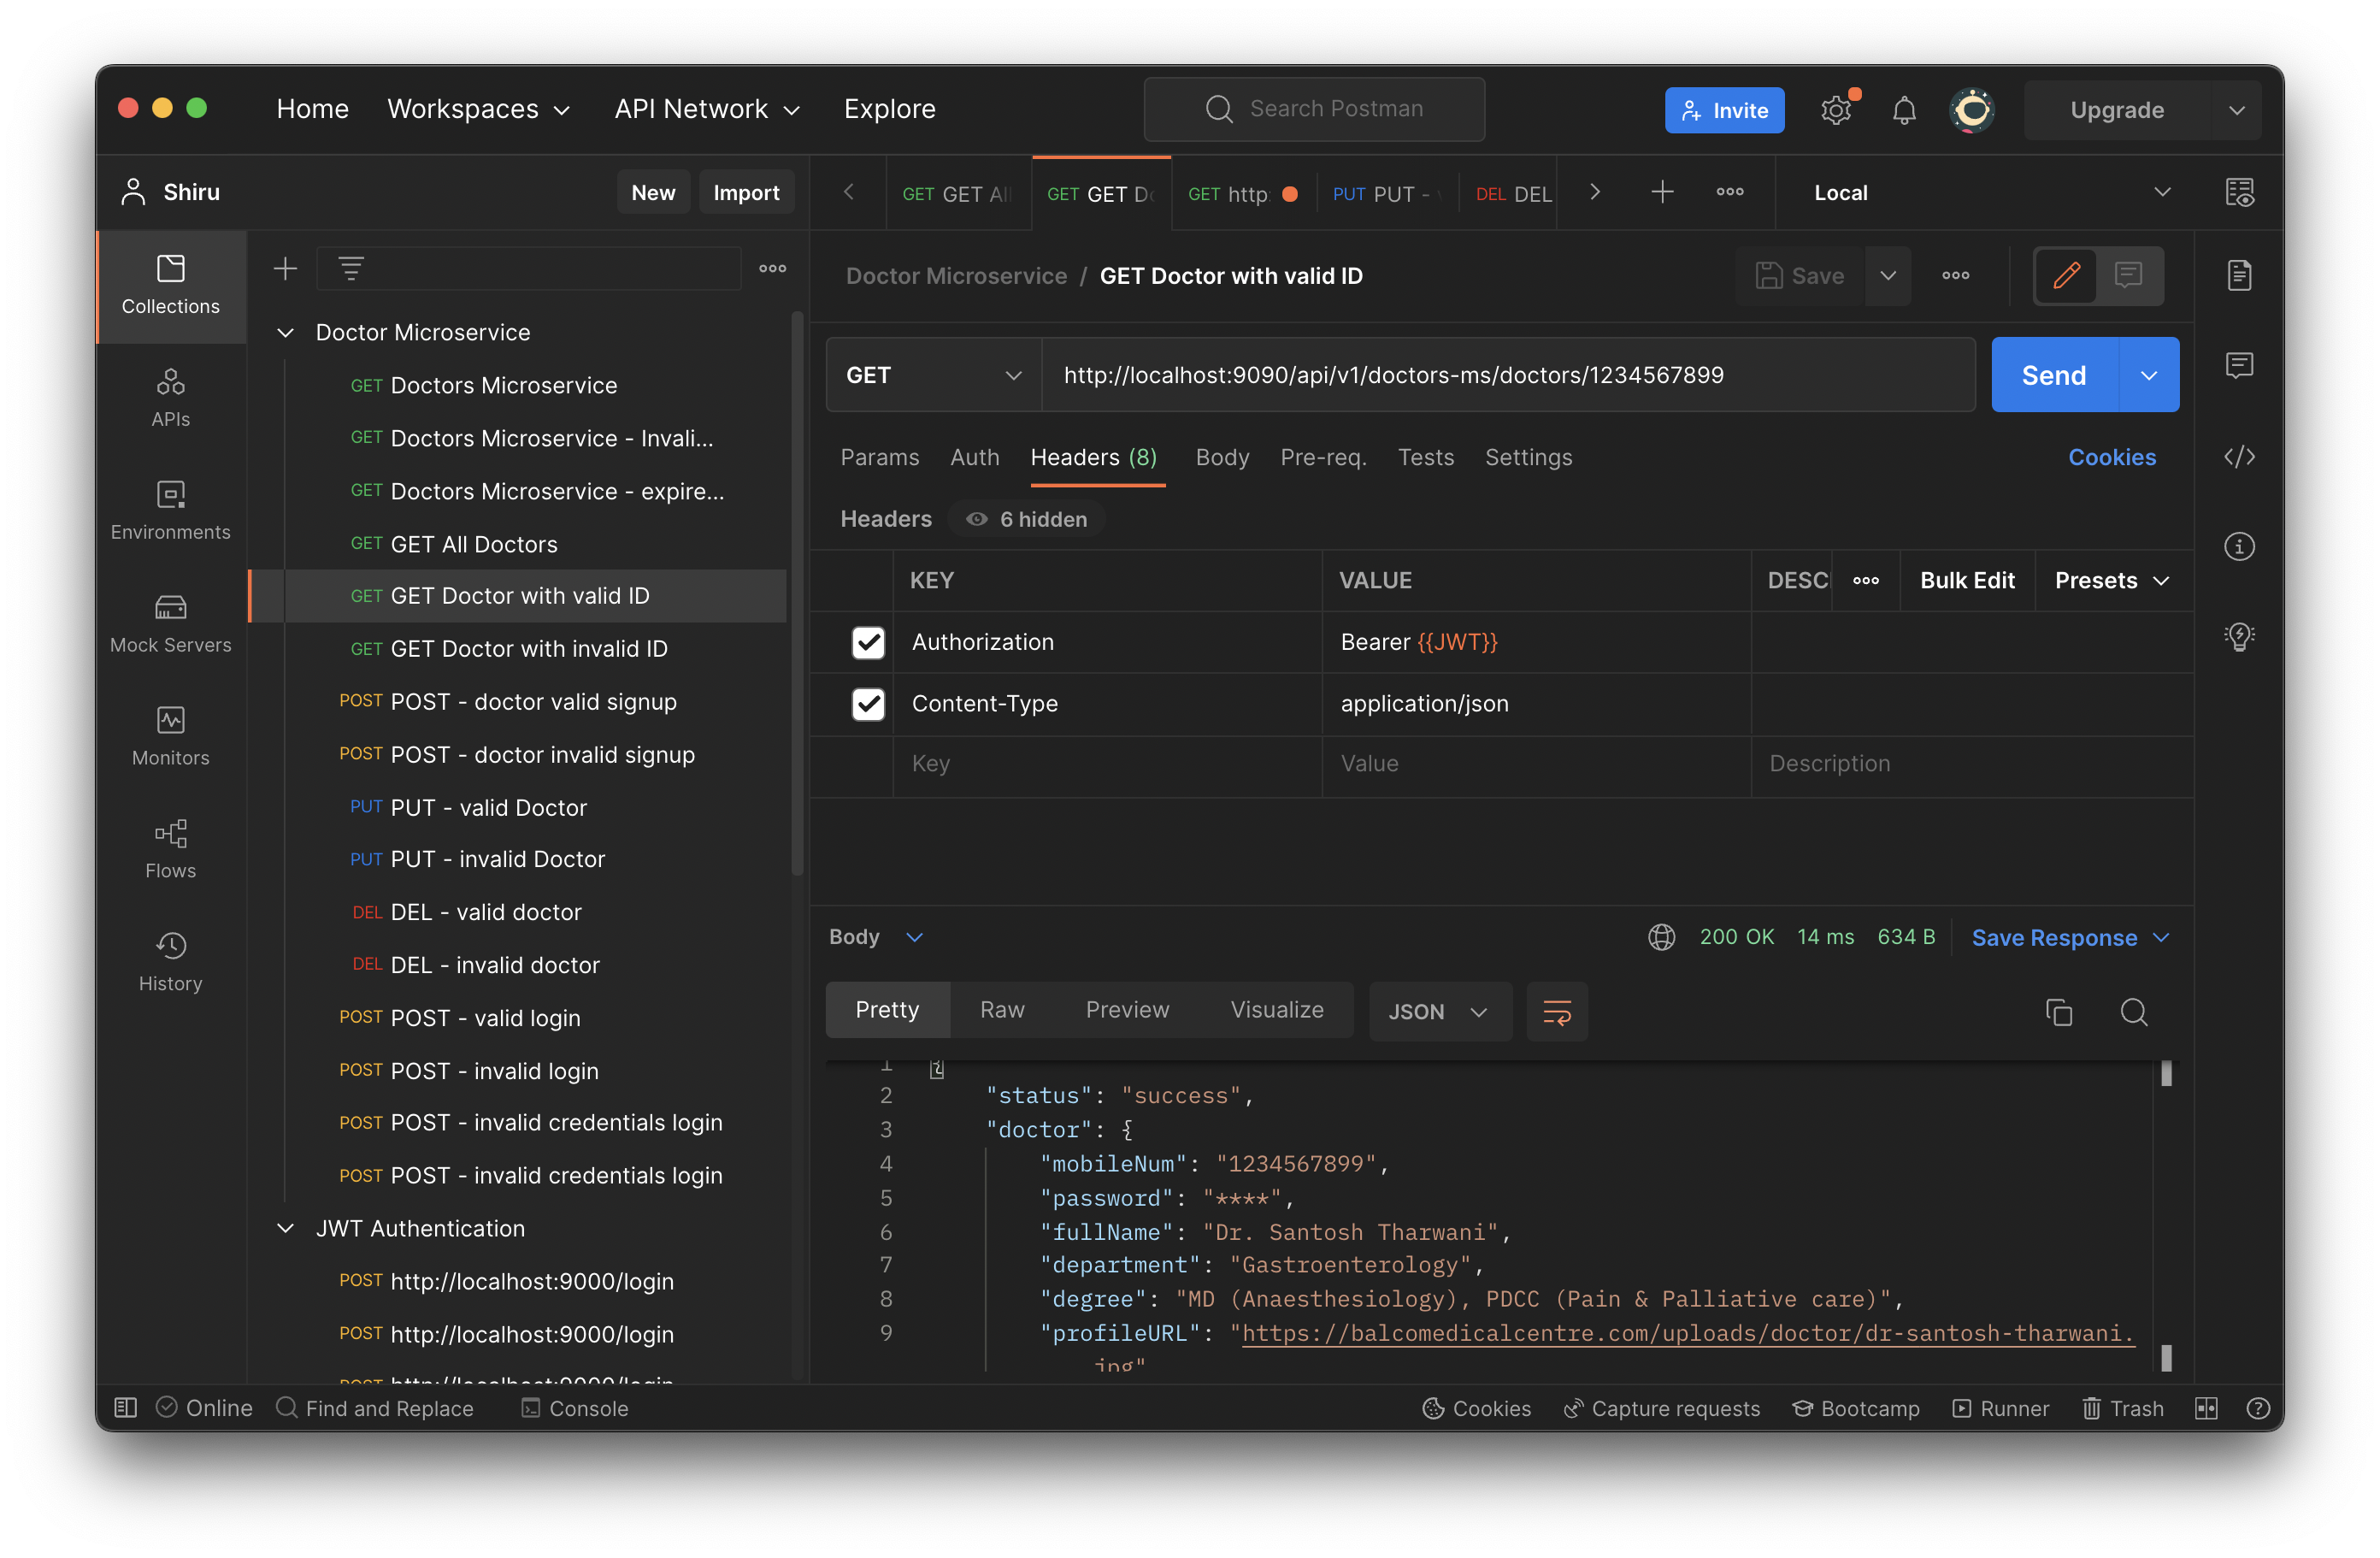 Home Workspaces API Network Explore Search Postman Invite Upgrade
Shiru New Import
GET GET Al GET GET Do GET http: PUT PUT - DEL DEL Local
Collections
APIs
Environments
Mock Servers
Monitors
Flows
History
Doctor Microservice
GET Doctors Microservice
GET Doctors Microservice - Invali...
GET Doctors Microservice - expire...
GET GET All Doctors
GET GET Doctor with valid ID
GET GET Doctor with invalid ID
POST POST - doctor valid signup
POST POST - doctor invalid signup
PUT PUT - valid Doctor
PUT PUT - invalid Doctor
DEL DEL - valid doctor
DEL DEL - invalid doctor
POST POST - valid login
POST POST - invalid login
POST POST - invalid credentials login
POST POST - invalid credentials login
JWT Authentication
POST http://localhost:9000/login
POST http://localhost:9000/login
POST http://localhost:9000/login
Doctor Microservice / GET Doctor with valid ID Save
GET http://localhost:9090/api/v1/doctors-ms/doctors/1234567899 Send
Params Auth Headers (8) Body Pre-req. Tests Settings Cookies
Headers 6 hidden
KEY VALUE DESC Bulk Edit Presets
Authorization Bearer {{JWT}}
Content-Type application/json
Key Value Description
Body 200 OK 14 ms 634 B Save Response
Pretty Raw Preview Visualize JSON
1 {
2 "status": "success",
3 "doctor": {
4 "mobileNum": "1234567899",
5 "password": "****",
6 "fullName": "Dr. Santosh Tharwani",
7 "department": "Gastroenterology",
8 "degree": "MD (Anaesthesiology), PDCC (Pain & Palliative care)",
9 "profileURL": "https://balcomedicalcentre.com/uploads/doctor/dr-santosh-tharwani.
jpg"
Online Find and Replace Console Cookies Capture requests Bootcamp Runner Trash